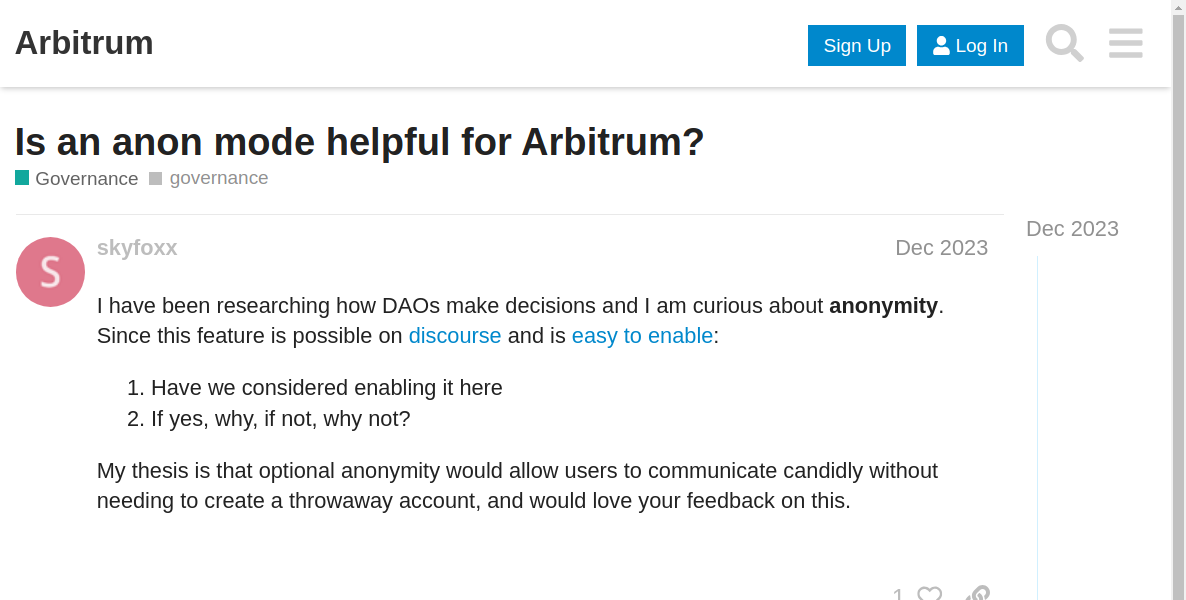 Arbitrum
Sign Up
Log In
Is an anon mode helpful for Arbitrum?
Governance governance
Dec 2023
S
skyfoxx
Dec 2023
I have been researching how DAOs make decisions and I am curious about anonymity.
Since this feature is possible on discourse and is easy to enable:
1. Have we considered enabling it here
2. If yes, why, if not, why not?
My thesis is that optional anonymity would allow users to communicate candidly without
needing to create a throwaway account, and would love your feedback on this.
1